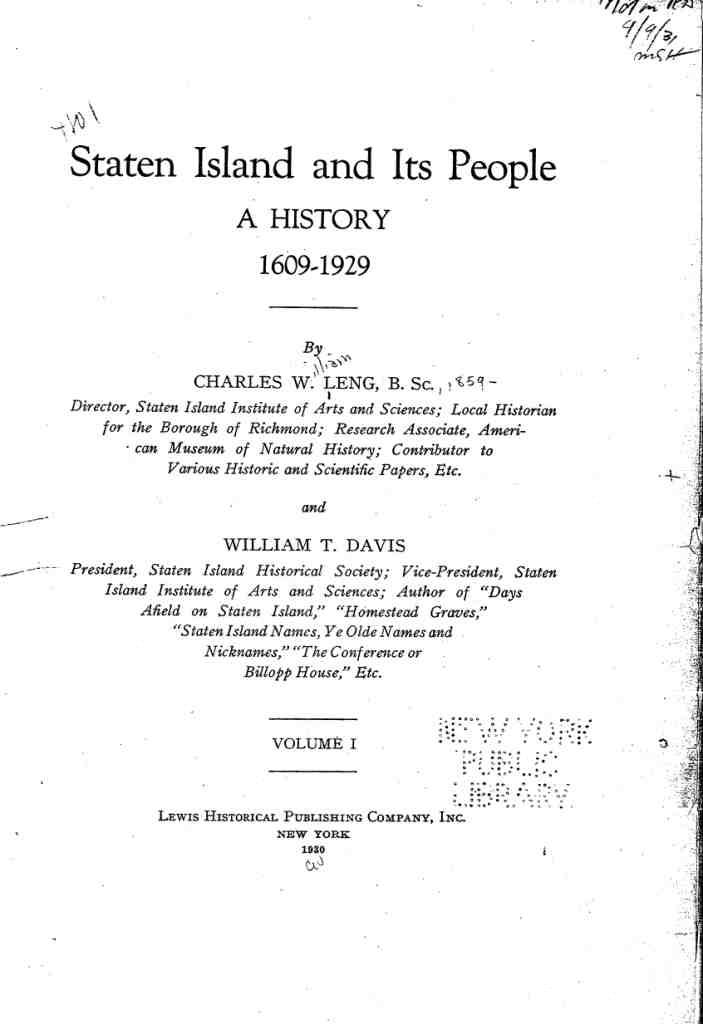 9/9/31
Staten Island and Its People
A HISTORY
1609-1929
By
illiam
CHARLES W. LENG, B. Sc., 1859-
Director, Staten Island Institute of Arts and Sciences; Local Historian
for the Borough of Richmond; Research Associate, Ameri-
can Museum of Natural History; Contributor to
Various Historic and Scientific Papers, Etc.
and
WILLIAM T. DAVIS
President, Staten Island Historical Society; Vice-President, Staten
Island Institute of Arts and Sciences; Author of "Days
Afield on Staten Island," "Homestead Graves,"
"Staten Island Names, Ye Olde Names and
Nicknames," "The Conference or
Billopp House," Etc.
VOLUME I
NEW YORK
PUBLIC
LIBRARY
LEWIS HISTORICAL PUBLISHING COMPANY, INC.
NEW YORK
1930